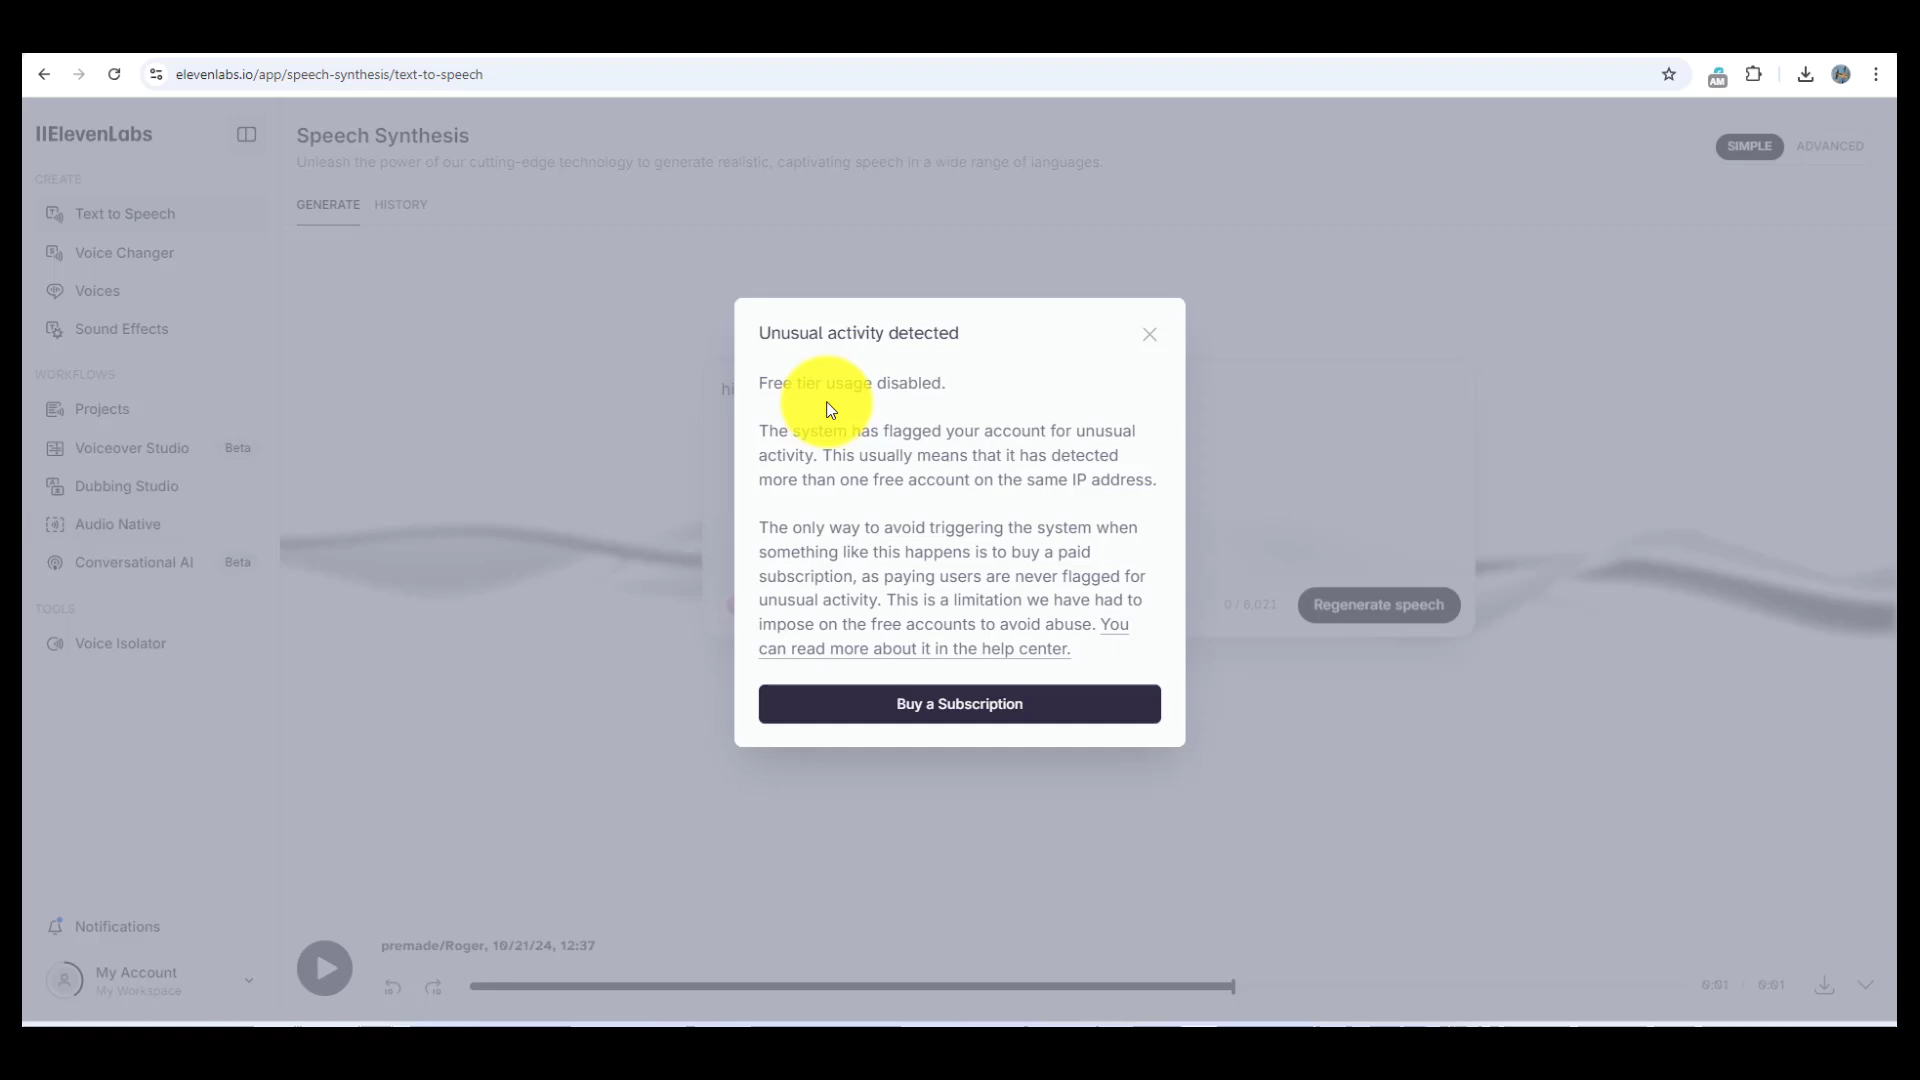 elevenlabs.io/app/speech-synthesis/text-to-speech
AM
IIElevenLabs
Speech Synthesis
Unleash the power of our cutting-edge technology to generate realistic, captivating speech in a wide range of languages.
SIMPLE ADVANCED
GENERATE HISTORY
CREATE
Text to Speech
Voice Changer
Voices
Sound Effects
WORKFLOWS
Projects
Voiceover Studio Beta
Dubbing Studio
Audio Native
Conversational AI Beta
TOOLS
Voice Isolator
hi
Unusual activity detected
Free tier usage disabled.
The system has flagged your account for unusual
activity. This usually means that it has detected
more than one free account on the same IP address.
The only way to avoid triggering the system when
something like this happens is to buy a paid
subscription, as paying users are never flagged for
unusual activity. This is a limitation we have had to
impose on the free accounts to avoid abuse. You
can read more about it in the help center.
Buy a Subscription
0 / 6,021 Regenerate speech
Notifications
My Account
My Workspace
premade/Roger, 10/21/24, 12:37
10 10
0:01 / 0:01